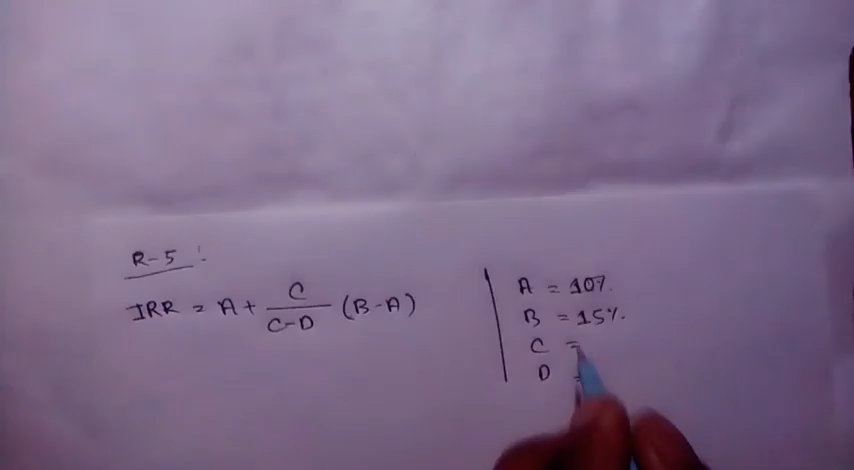 R-5 :
IRR = A + C/C-D (B-A)
A = 10%.
B = 15%.
C =
D =